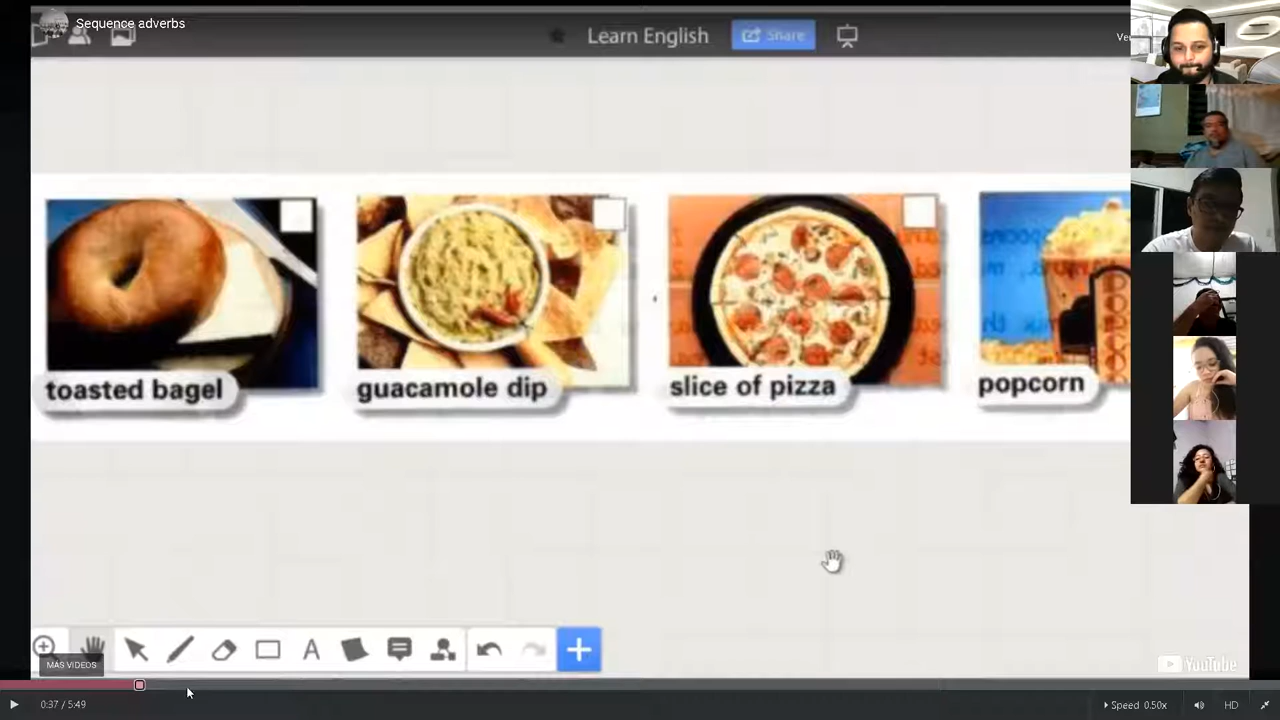 Sequence adverbs
Learn English
Share
toasted bagel
guacamole dip
slice of pizza
popcorn
A
MÁS VIDEOS
YouTube
0:37 / 5:49
Speed 0.50x
HD